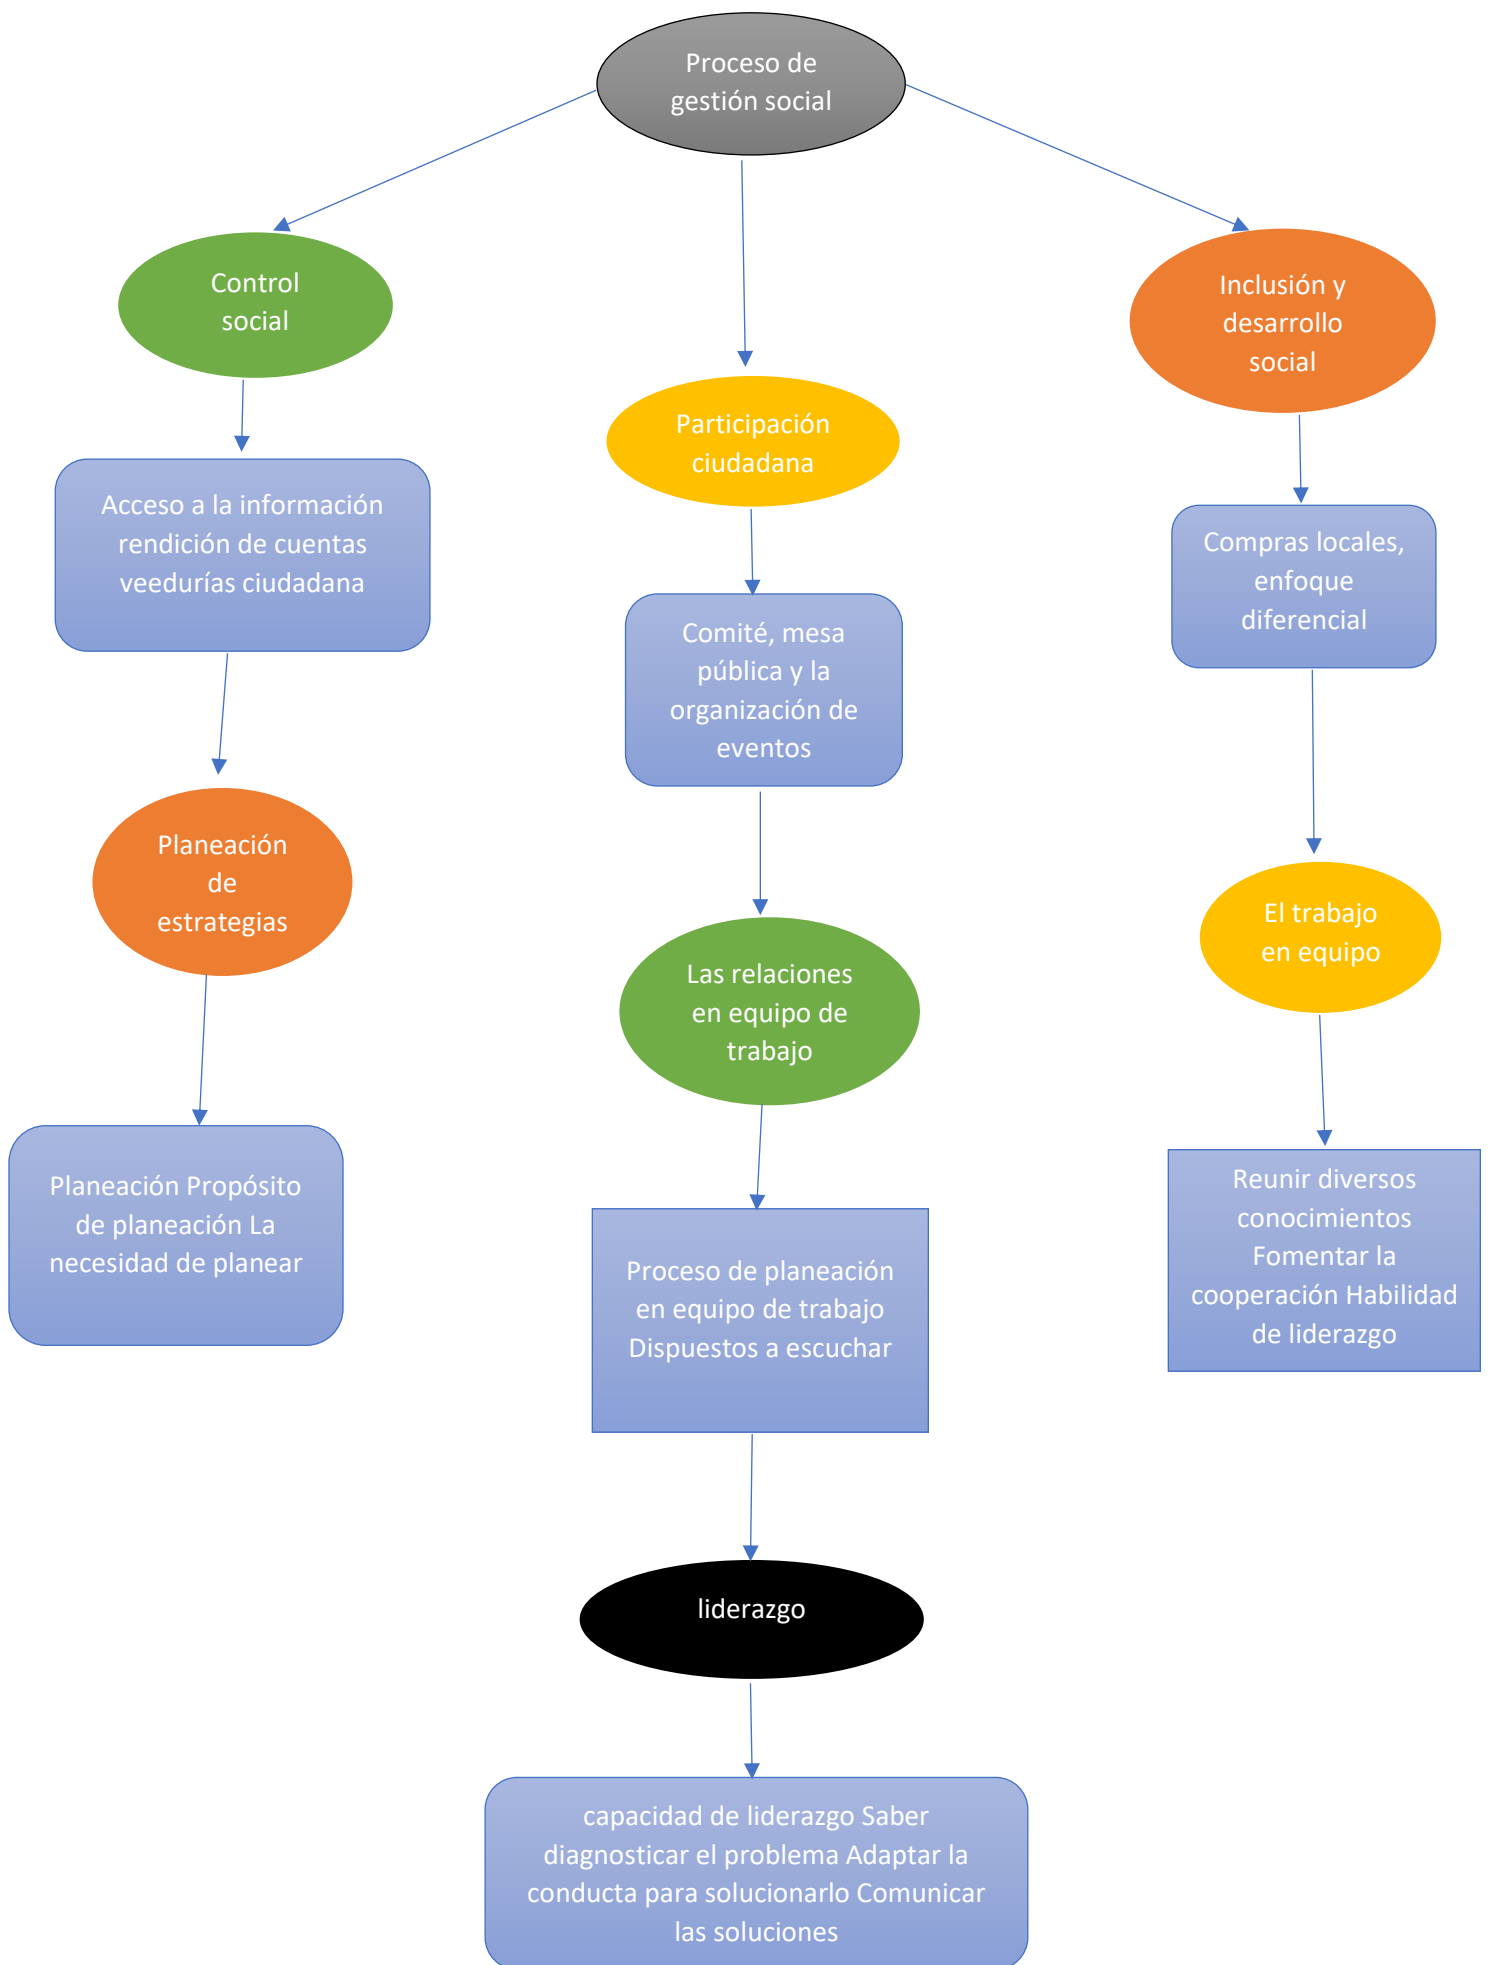 Proceso de
gestión social
Control
social
Inclusión y
desarrollo
social
Participación
ciudadana
Acceso a la información
rendición de cuentas
veedurías ciudadana
Compras locales,
enfoque
diferencial
Comité, mesa
pública y la
organización de
eventos
Planeación
de
estrategias
El trabajo
en equipo
Las relaciones
en equipo de
trabajo
Planeación Propósito
de planeación La
necesidad de planear
Reunir diversos
conocimientos
Fomentar la
cooperación Habilidad
de liderazgo
Proceso de planeación
en equipo de trabajo
Dispuestos a escuchar
liderazgo
capacidad de liderazgo Saber
diagnosticar el problema Adaptar la
conducta para solucionarlo Comunicar
las soluciones